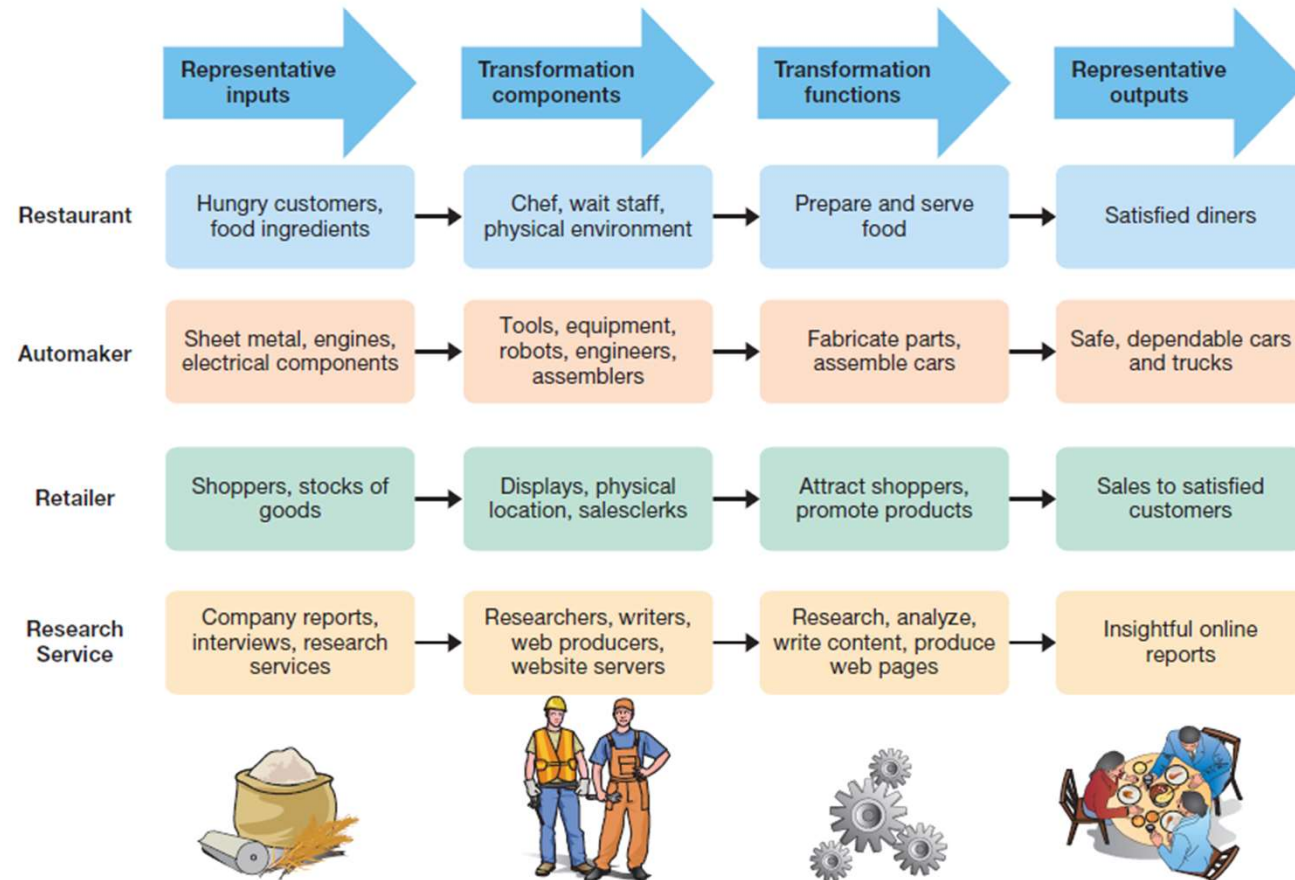 Representative
inputs
Transformation
components
Transformation
functions
Representative
outputs
Restaurant
Hungry customers,
food ingredients
Chef, wait staff,
physical environment
Prepare and serve
food
Satisfied diners
Automaker
Sheet metal, engines,
electrical components
Tools, equipment,
robots, engineers,
assemblers
Fabricate parts,
assemble cars
Safe, dependable cars
and trucks
Retailer
Shoppers, stocks of
goods
Displays, physical
location, salesclerks
Attract shoppers,
promote products
Sales to satisfied
customers
Research
Service
Company reports,
interviews, research
services
Researchers, writers,
web producers,
website servers
Research, analyze,
write content, produce
web pages
Insightful online
reports